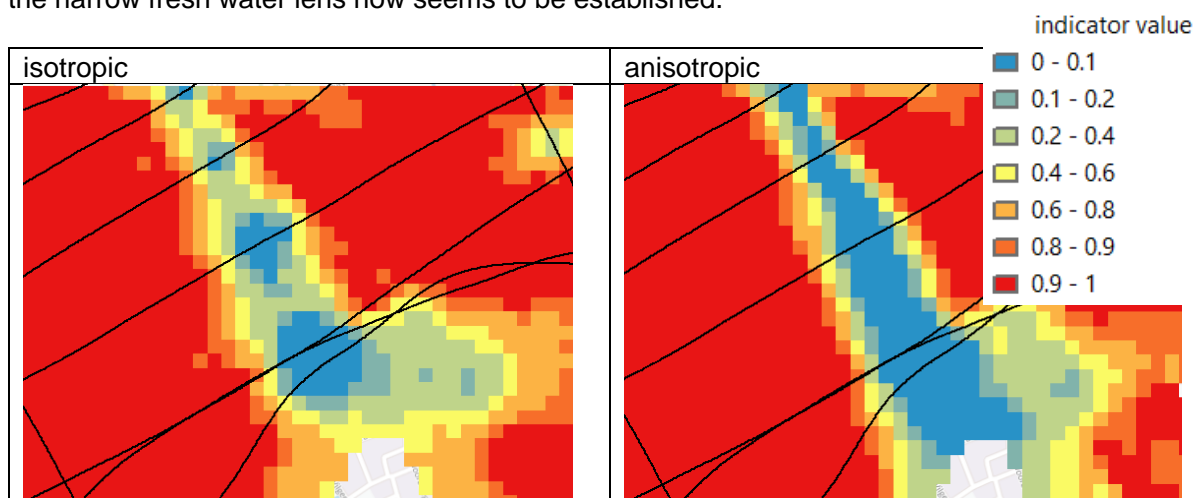 the narrow fresh water lens now seems to be established.
indicator value
isotropic
anisotropic
0 - 0.1
0.1 - 0.2
0.2 - 0.4
0.4 - 0.6
0.6 - 0.8
0.8 - 0.9
0.9 - 1